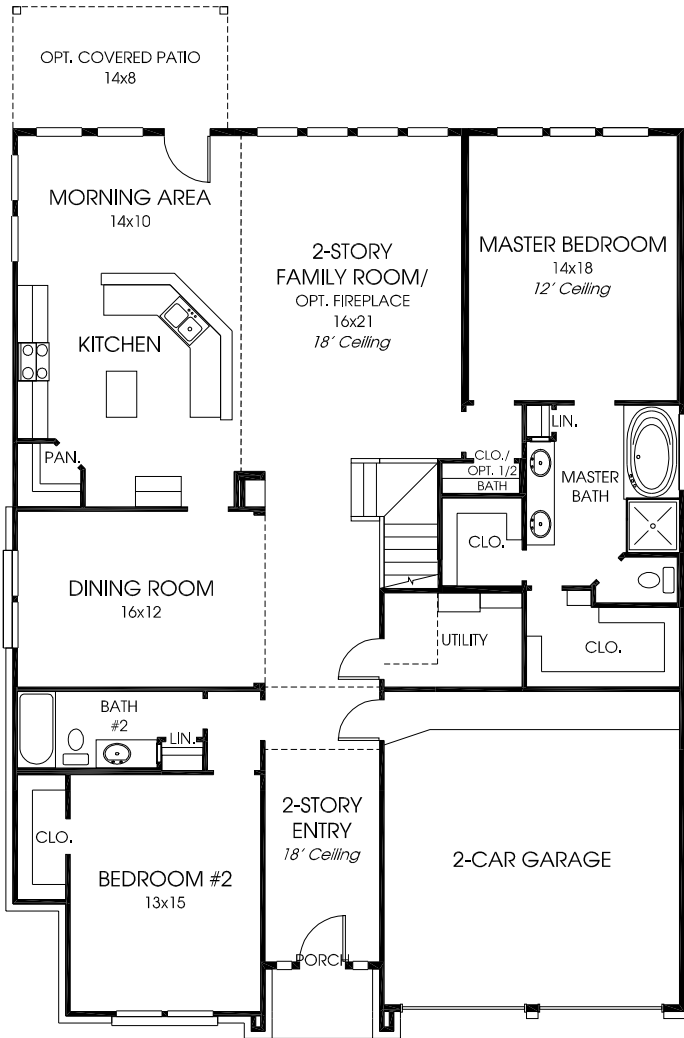 OPT. COVERED PATIO
14x8
MORNING AREA
14x10
2-STORY
FAMILY ROOM/
OPT. FIREPLACE
16x21
18' Ceiling
MASTER BEDROOM
14x18
12' Ceiling
KITCHEN
PAN.
LIN.
CLO./
OPT. 1/2
BATH
MASTER
BATH
CLO.
DINING ROOM
16x12
UTILITY
CLO.
BATH
#2
LIN.
CLO.
2-STORY
ENTRY
18' Ceiling
BEDROOM #2
13x15
2-CAR GARAGE
PORCH